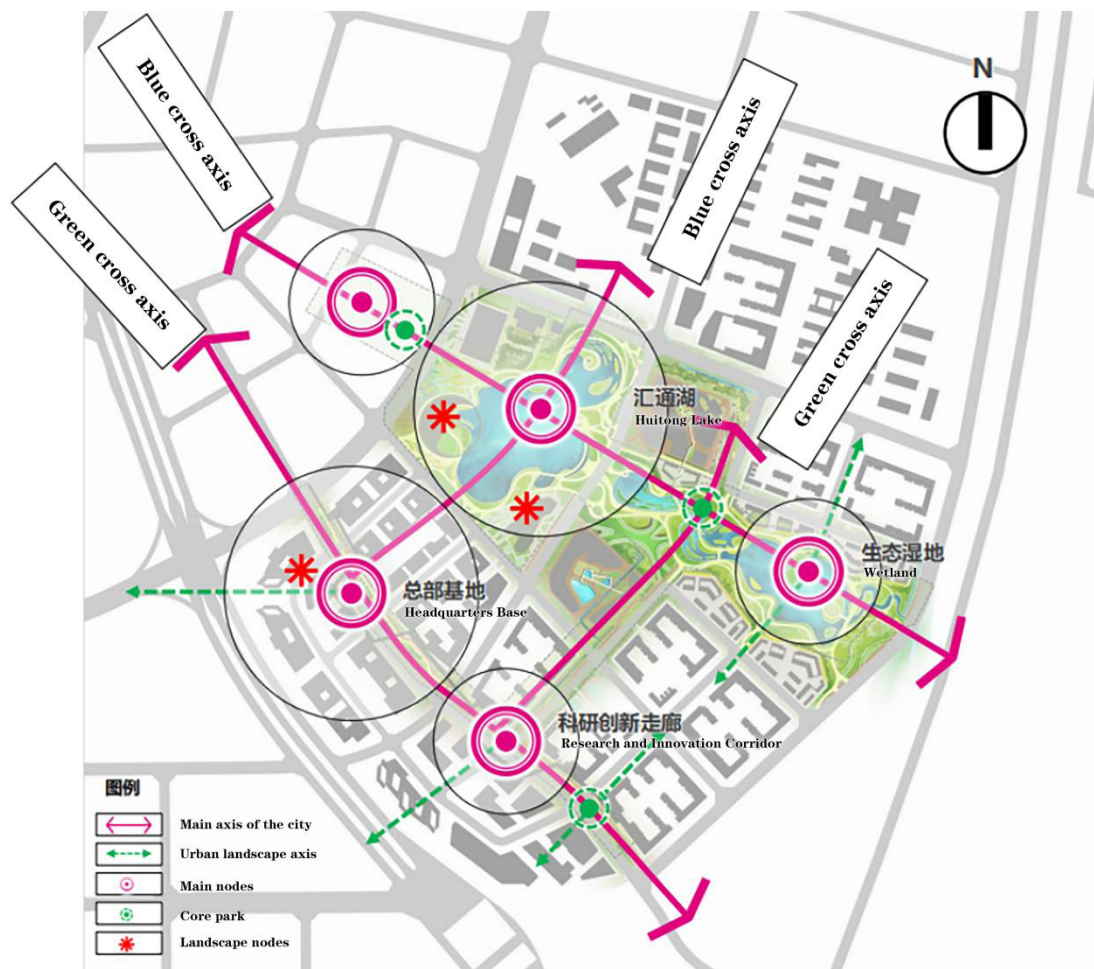 Blue cross axis
Green cross axis
Blue cross axis
Green cross axis
N
汇通湖
Huitong Lake
生态湿地
Wetland
总部基地
Headquarters Base
科研创新走廊
Research and Innovation Corridor
图例
Main axis of the city
Urban landscape axis
Main nodes
Core park
Landscape nodes